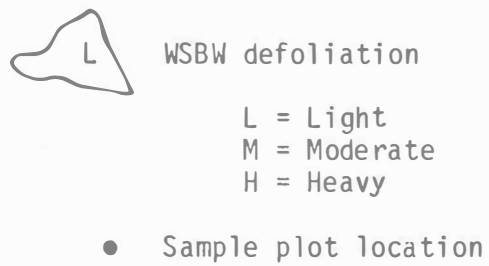 L WSBW defoliation
L = Light
M = Moderate
H = Heavy
Sample plot location